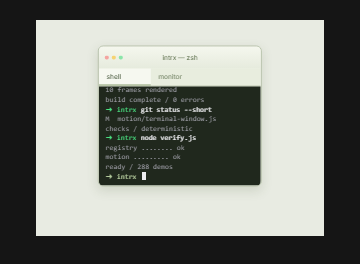 intrx — zsh
shell monitor
10 frames rendered
build complete / 0 errors
➜ intrx git status --short
M motion/terminal-window.js
checks / deterministic
➜ intrx node verify.js
registry ........ ok
motion ......... ok
ready / 288 demos
➜ intrx